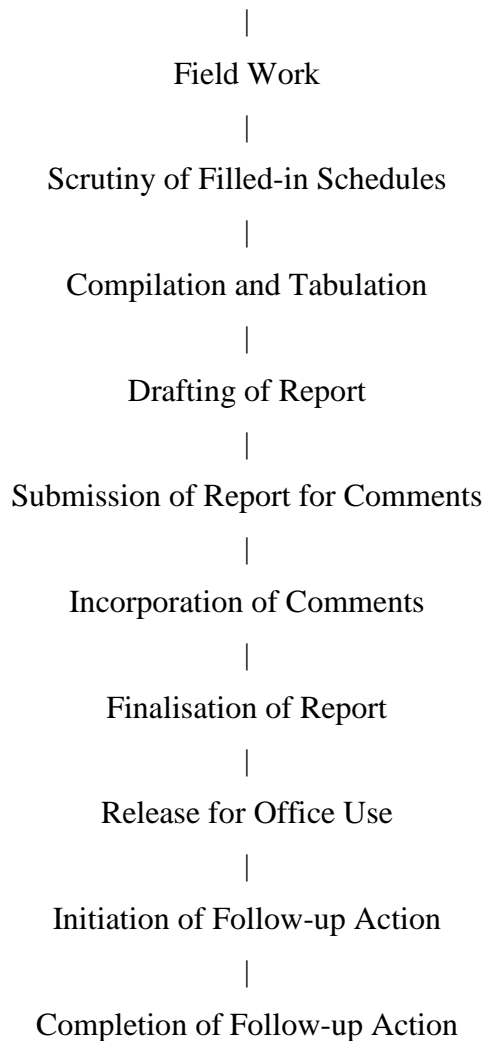 |
Field Work
|
Scrutiny of Filled-in Schedules
|
Compilation and Tabulation
|
Drafting of Report
|
Submission of Report for Comments
|
Incorporation of Comments
|
Finalisation of Report
|
Release for Office Use
|
Initiation of Follow-up Action
|
Completion of Follow-up Action